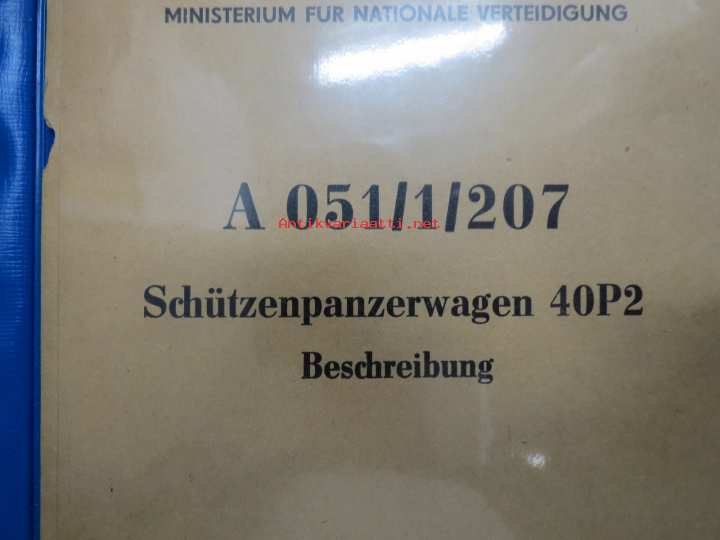 MINISTERIUM FÜR NATIONALE VERTEIDIGUNG
A 051/1/207
Antikvariaatti.net
Schützenpanzerwagen 40P2
Beschreibung